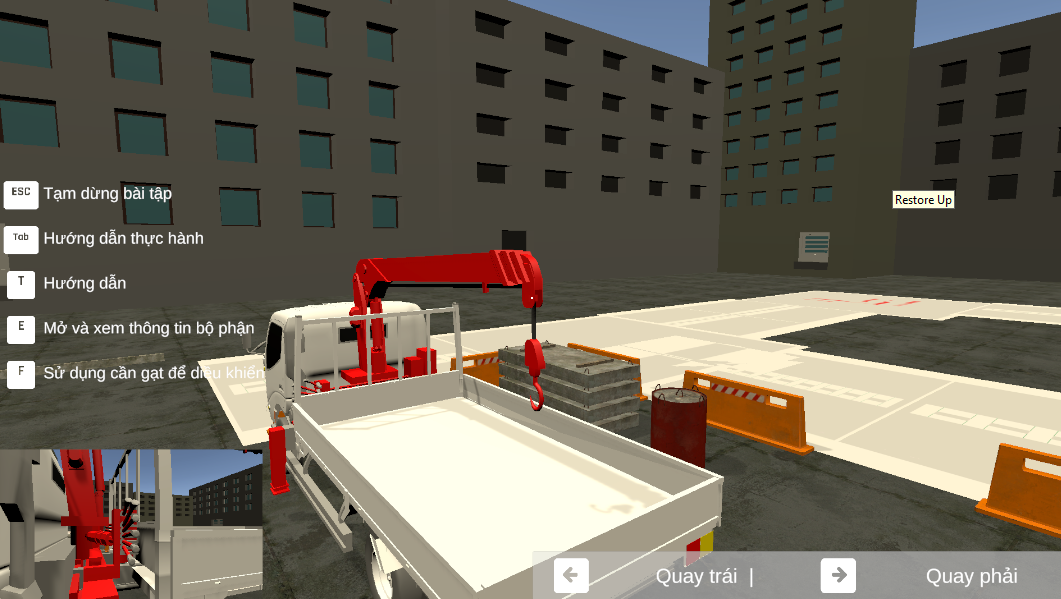 ESC Tạm dừng bài tập
Restore Up
Tab Hướng dẫn thực hành
T Hướng dẫn
E Mở và xem thông tin bộ phận
F Sử dụng cần gạt để điều khiển
← Quay trái | → Quay phải